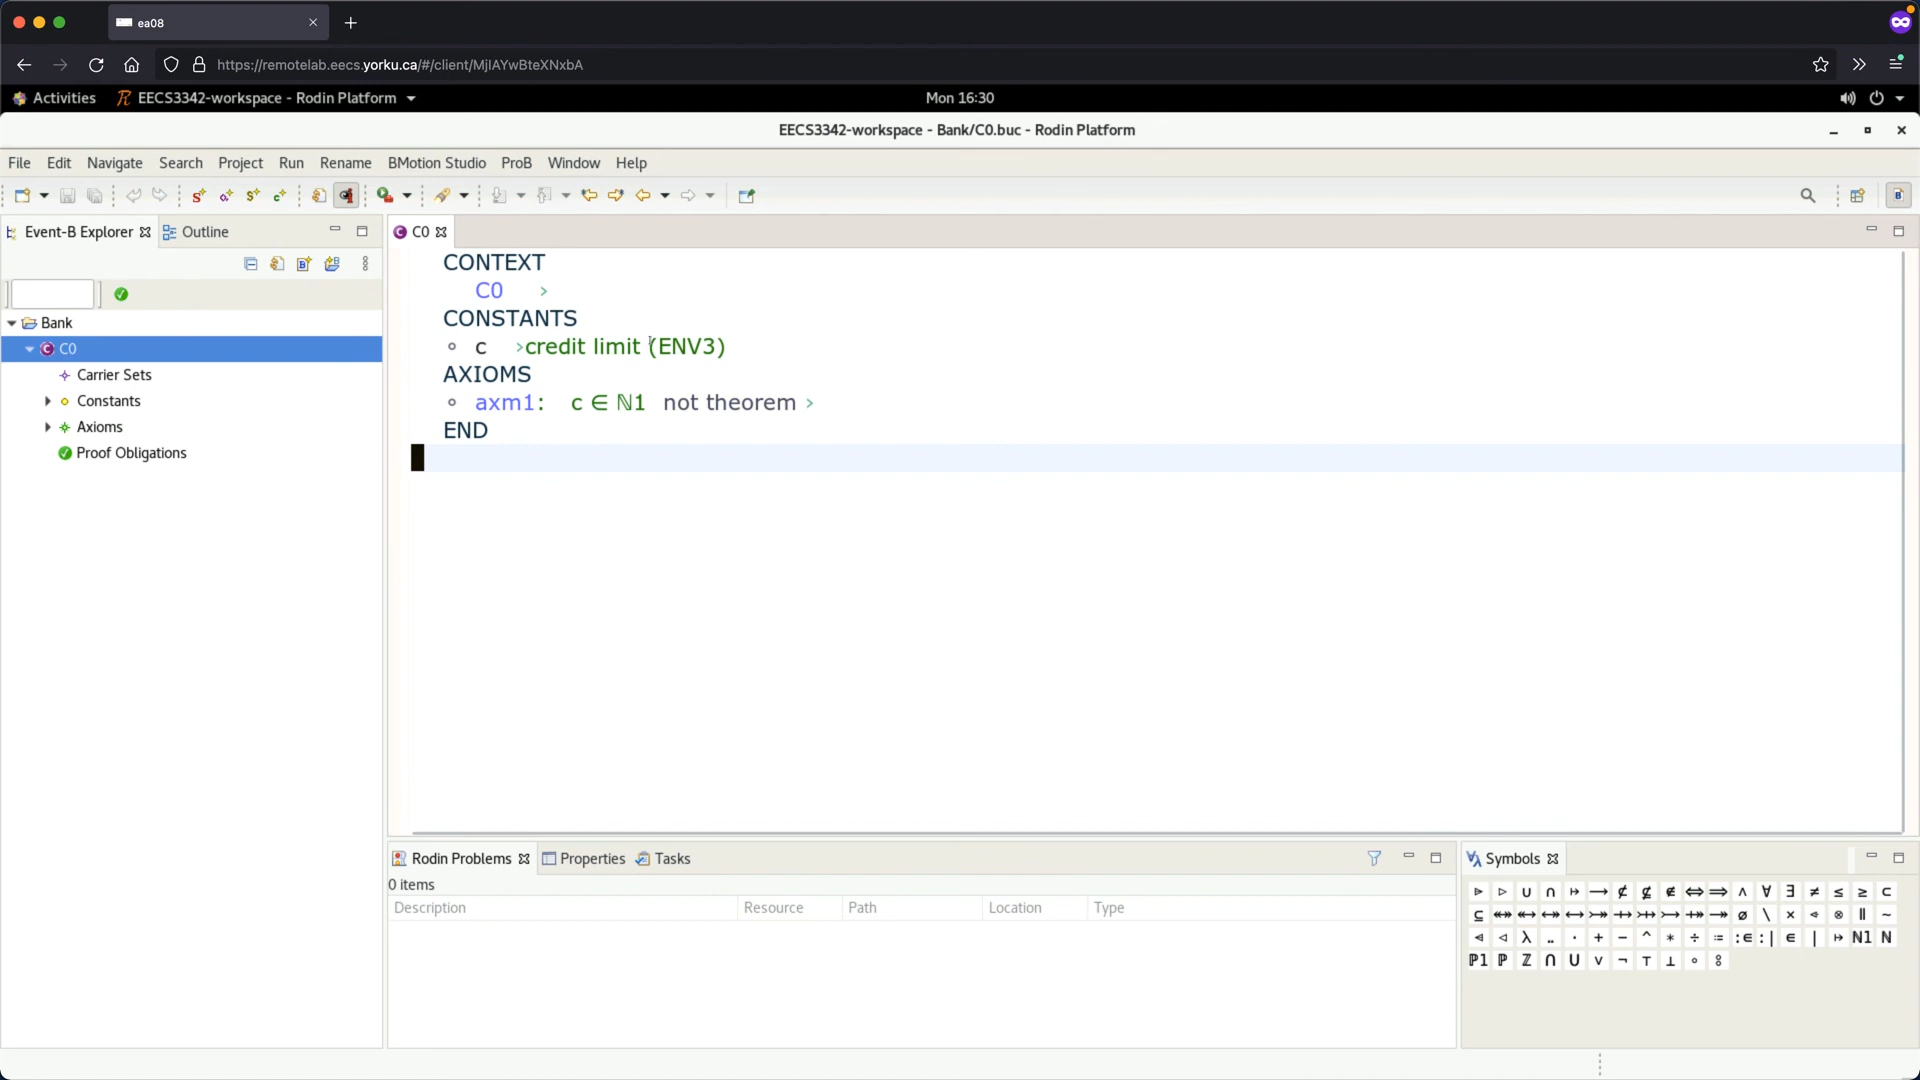 ea08
https://remotelab.eecs.yorku.ca/#/client/MjIAYwBteXNxbA
Activities EECS3342-workspace - Rodin Platform Mon 16:30
EECS3342-workspace - Bank/C0.buc - Rodin Platform
File Edit Navigate Search Project Run Rename BMotion Studio ProB Window Help
Event-B Explorer Outline C0
CONTEXT
C0 >
CONSTANTS
c >credit limit (ENV3)
AXIOMS
axm1: c ∈ ℕ1 not theorem >
END
Bank
C0
Carrier Sets
Constants
Axioms
Proof Obligations
Rodin Problems Properties Tasks
0 items
Description Resource Path Location Type
Symbols
⩥ ▷ ∪ ∩ ↦ → ⊄ ⊈ ∉ ⇔ ⇒ ∧ ∀ ∃ ≠ ≤ ≥ ⊂
∅ \ × ⊗ ∥ ∼
⩤ ◁ λ ‥ · + − ^ ∗ ÷ ≔ :∈ :∣ ∈ ∣ ↦ ℕ1 ℕ
ℙ1 ℙ ℤ ⋂ ⋃ ∨ ¬ ⊤ ⊥ ∘